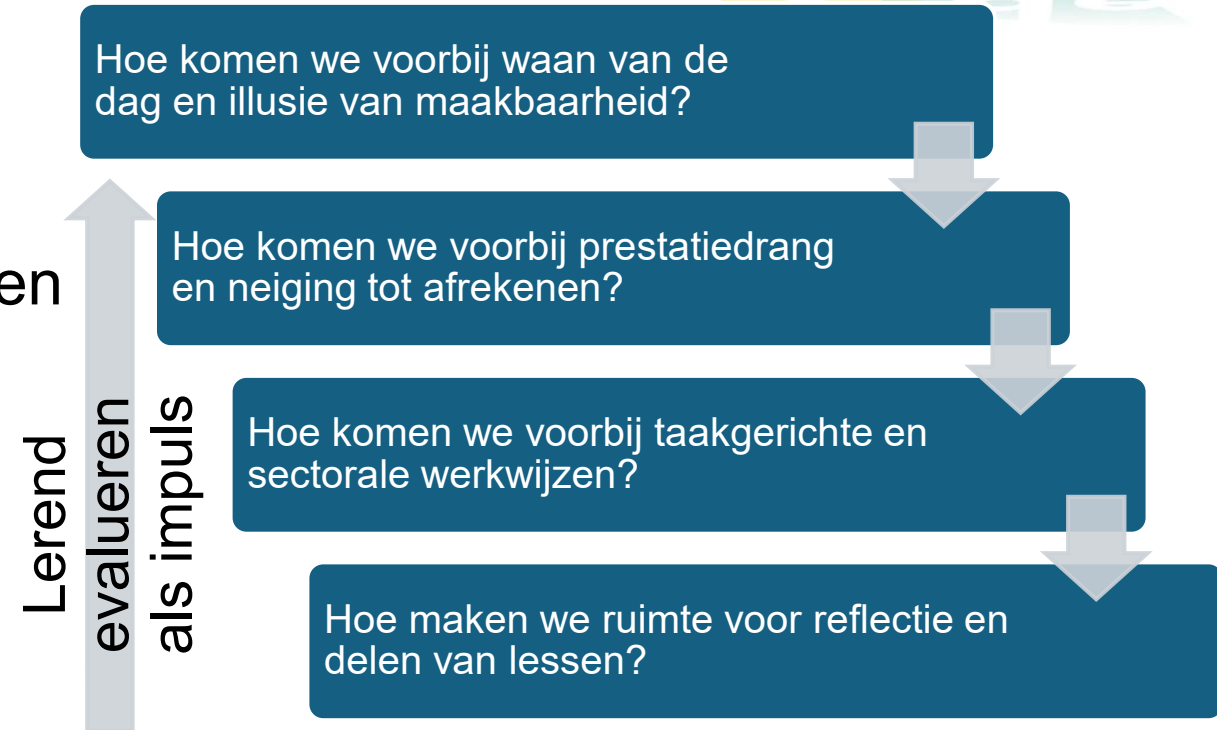 Hoe komen we voorbij waan van de
dag en illusie van maakbaarheid?
Hoe komen we voorbij prestatiedrang
en neiging tot afrekenen?
Hoe komen we voorbij taakgerichte en
sectorale werkwijzen?
Hoe maken we ruimte voor reflectie en
delen van lessen?
en
Lerend
evalueren
als impuls